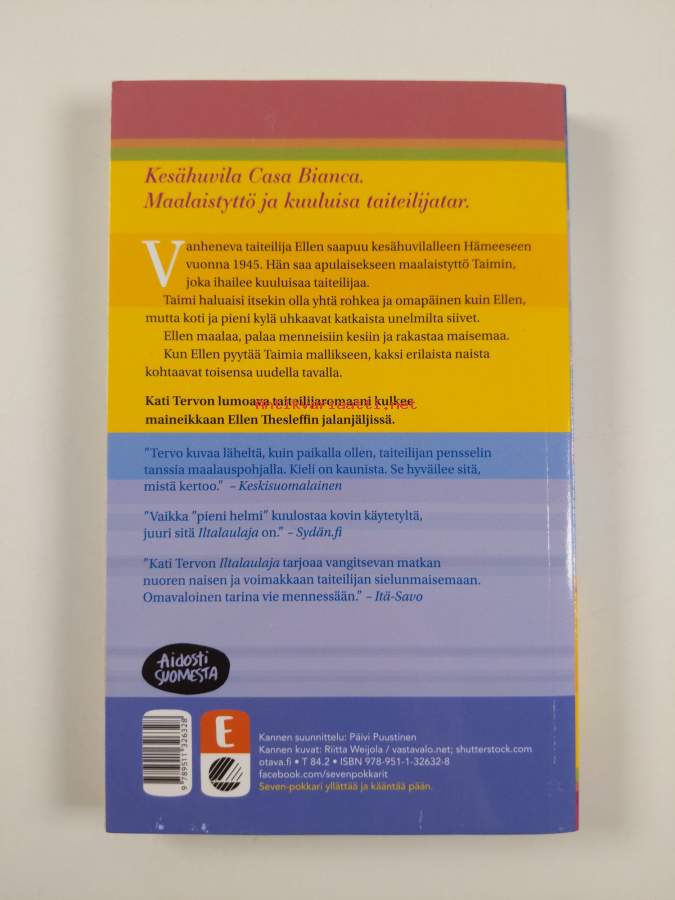 Kesähuvila Casa Bianca.
Maalaistyttö ja kuuluisa taiteilijatar.
Vanheneva taiteilija Ellen saapuu kesähuvilalleen Hämeeseen
vuonna 1945. Hän saa apulaisekseen maalaistyttö Taimin,
joka ihailee kuuluisaa taiteilijaa.
Taimi haluaisi itsekin olla yhtä rohkea ja omapäinen kuin Ellen,
mutta koti ja pieni kylä uhkaavat katkaista unelmilta siivet.
Ellen maalaa, palaa menneisiin kesiin ja rakastaa maisemaa.
Kun Ellen pyytää Taimia mallikseen, kaksi erilaista naista
kohtaavat toisensa uudella tavalla.
Kati Tervon lumoava taiteilijaromaani kulkee
Antikvariaatti.net
maineikkaan Ellen Thesleffin jalanjäljissä.
"Tervo kuvaa läheltä, kuin paikalla ollen, taiteilijan pensselin
tanssia maalauspohjalla. Kieli on kaunista. Se hyväilee sitä,
mistä kertoo." – Keskisuomalainen
"Vaikka "pieni helmi" kuulostaa kovin käytetyltä,
juuri sitä Iltalaulaja on." – Sydän.fi
"Kati Tervon Iltalaulaja tarjoaa vangitsevan matkan
nuoren naisen ja voimakkaan taiteilijan sielunmaisemaan.
Omavaloinen tarina vie mennessään." – Itä-Savo
Aidosti
SUOMESTA
9 789511 326328
E
Kannen suunnittelu: Päivi Puustinen
Kannen kuvat: Riitta Weijola / vastavalo.net; shutterstock.com
otava.fi • T 84.2 • ISBN 978-951-1-32632-8
facebook.com/sevenpokkarit
Seven-pokkari yllättää ja kääntää pään.